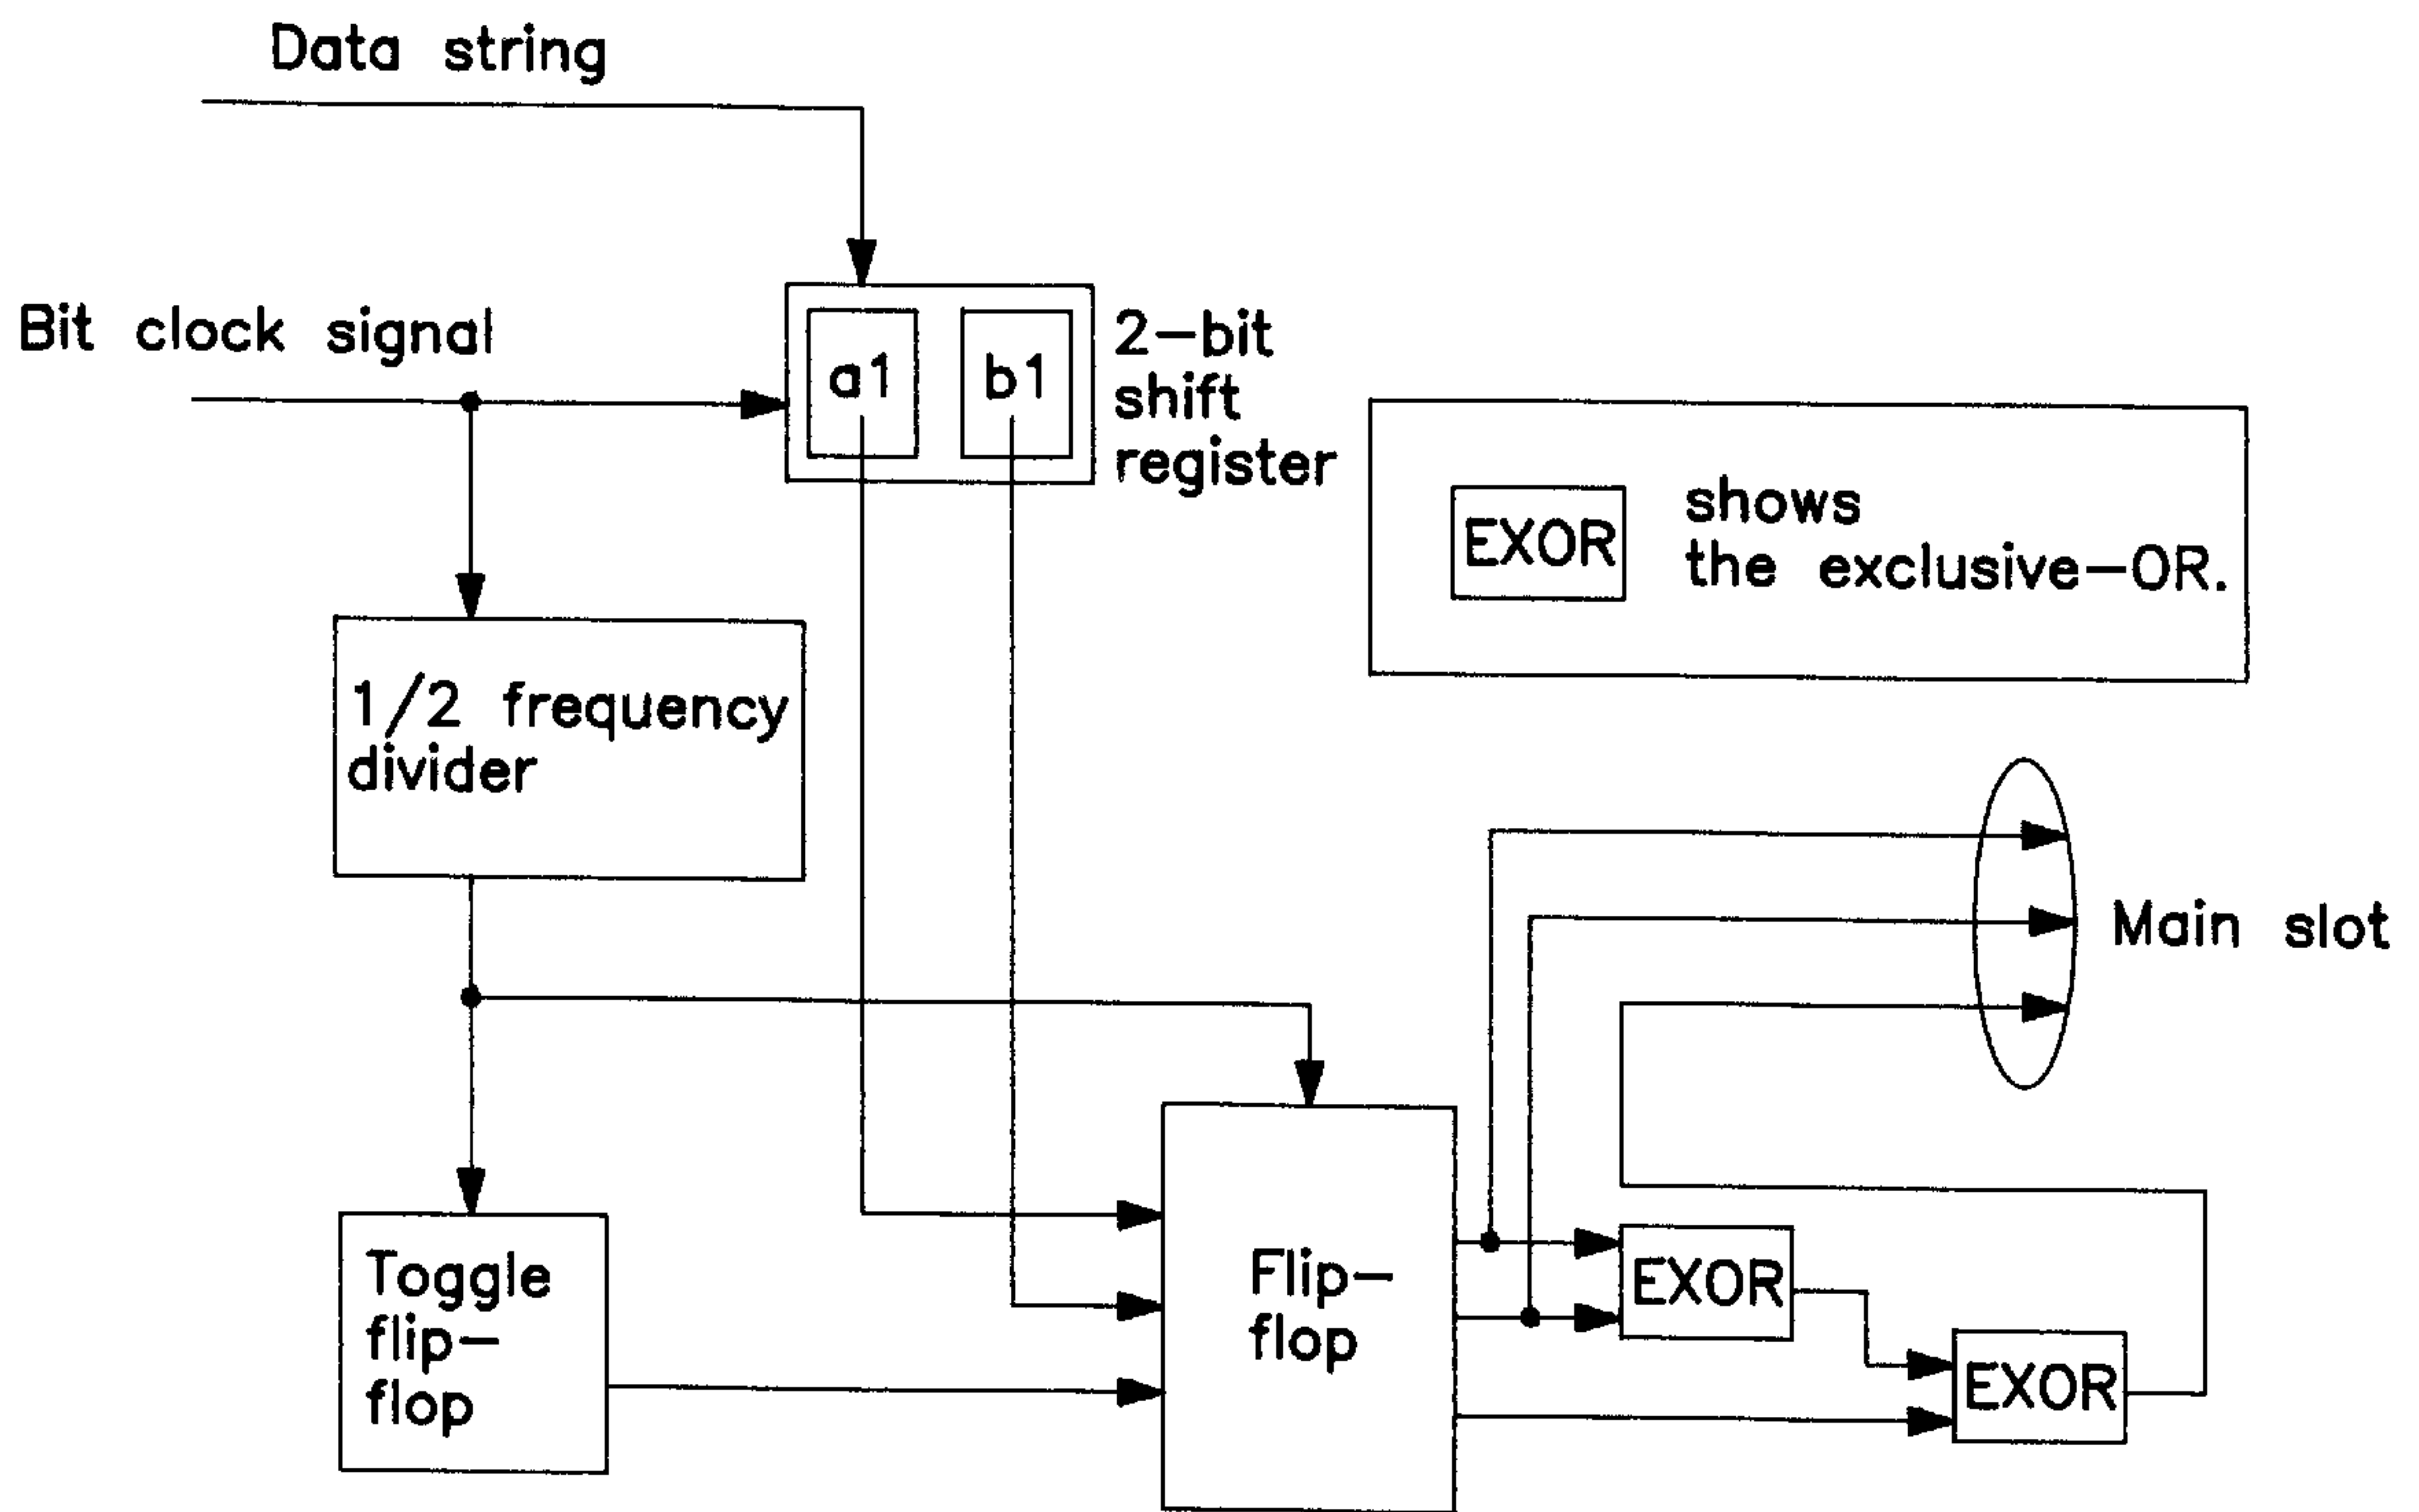 Data string
Bit clock signal
a1
b1
2-bit
shift
register
EXOR
shows
the exclusive-OR.
1/2 frequency
divider
Main slot
Toggle
flip-
flop
Flip-
flop
EXOR
EXOR